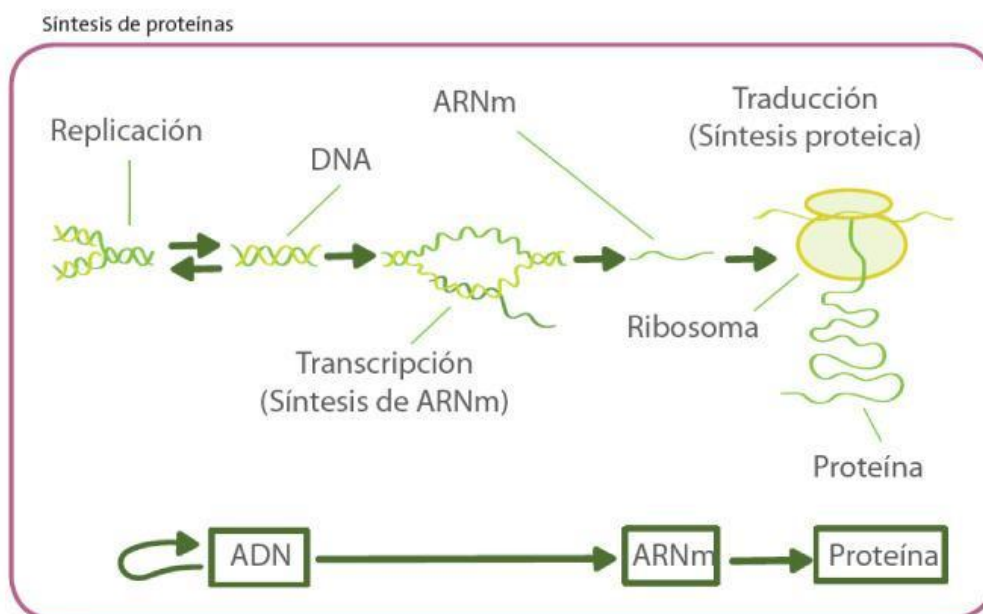 Síntesis de proteínas
Replicación
DNA
ARNm
Traducción
(Síntesis proteica)
Transcripción
(Síntesis de ARNm)
Ribosoma
Proteína
ADN
ARNm
Proteína